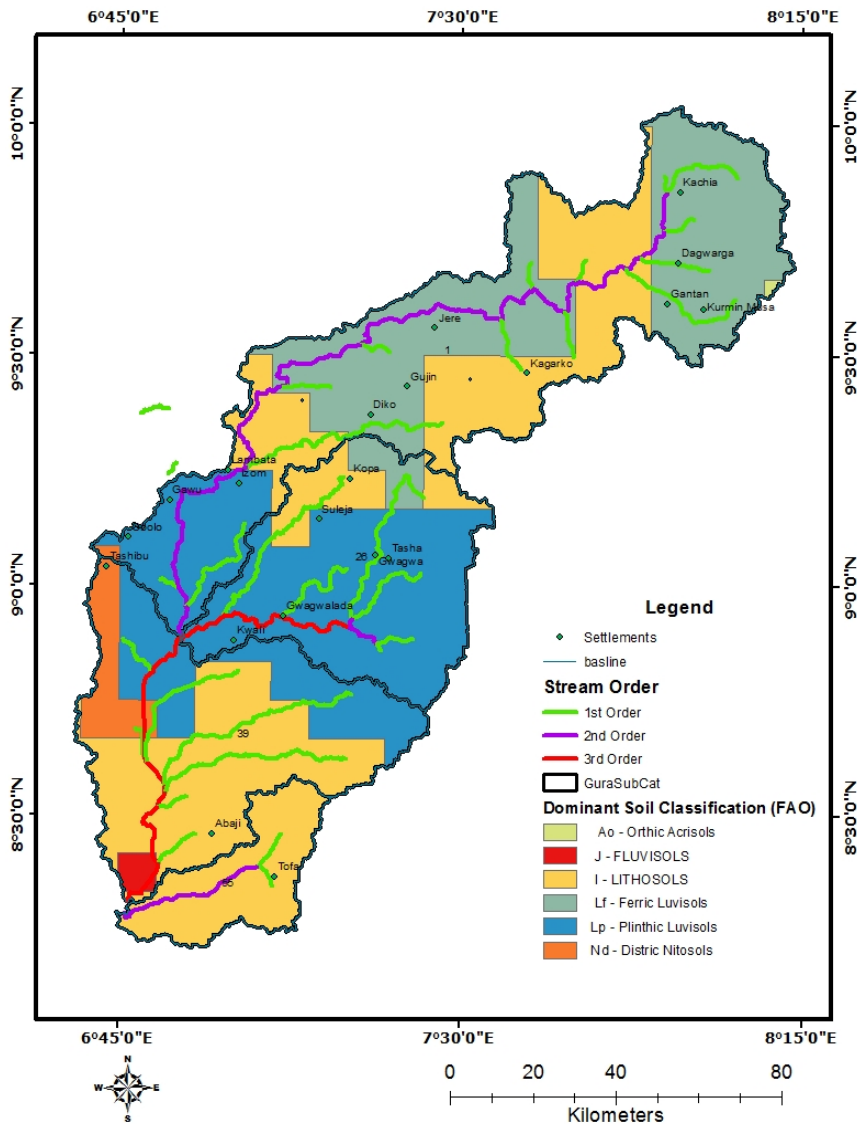 6°45'0"E 7°30'0"E 8°15'0"E
10°0'0"N 10°0'0"N
Kachia
Dagwarga
Gantan
Kurmin Musa
Jere
1
9°30'0"N 9°30'0"N
Kagarko
Gujin
Diko
Lambata
Izom
Kopa
Gawu
Suleja
Tashibu
26
Tasha
Gwagwa
9°0'0"N 9°0'0"N
Gwagwalada
Kwali
39
8°30'0"N 8°30'0"N
Abaji
Tofa
Legend
Settlements
basline
Stream Order
1st Order
2nd Order
3rd Order
GuraSubCat
Dominant Soil Classification (FAO)
Ao - Orthic Acrisols
J - FLUVISOLS
I - LITHOSOLS
Lf - Ferric Luvisols
Lp - Plinthic Luvisols
Nd - Distric Nitosols
6°45'0"E 7°30'0"E 8°15'0"E
N
W E
S
0 20 40 60 80
Kilometers